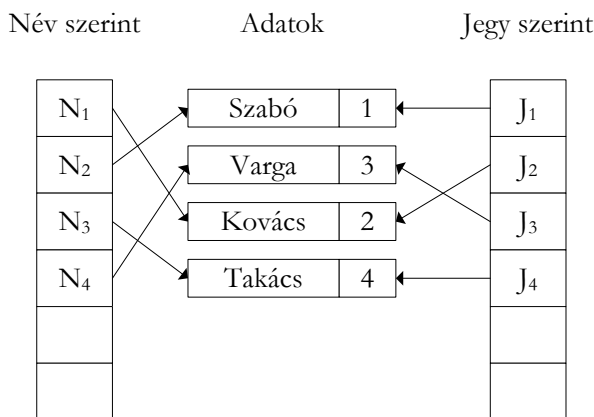 Név szerint Adatok Jegy szerint
N₁ Szabó 1 J₁
N₂ Varga 3 J₂
N₃ Kovács 2 J₃
N₄ Takács 4 J₄